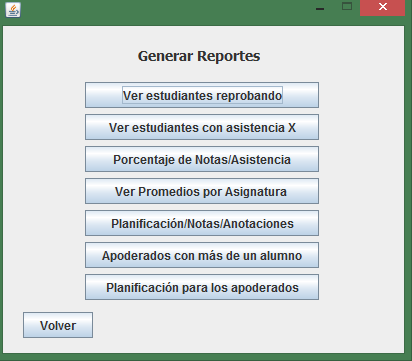 Generar Reportes
Ver estudiantes reprobando
Ver estudiantes con asistencia X
Porcentaje de Notas/Asistencia
Ver Promedios por Asignatura
Planificación/Notas/Anotaciones
Apoderados con más de un alumno
Planificación para los apoderados
Volver